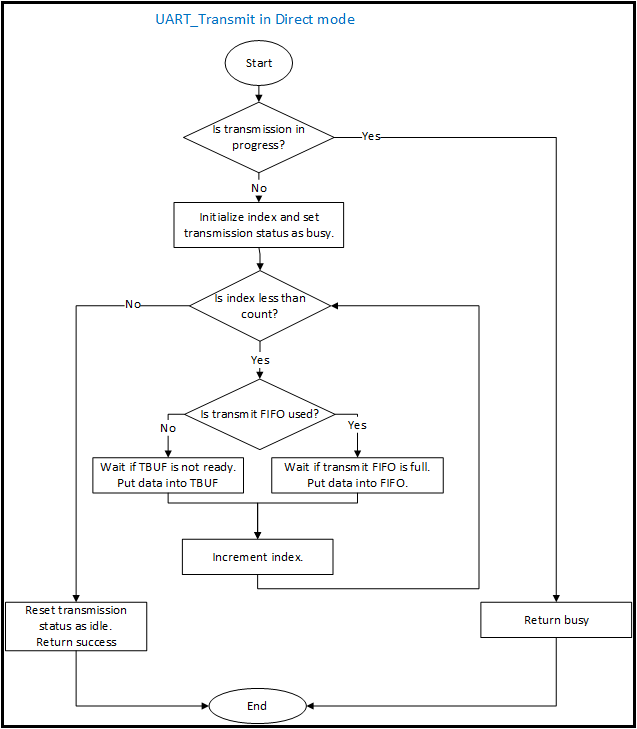 UART_Transmit in Direct mode
Start
Is transmission in
progress?
Yes
No
Initialize index and set
transmission status as busy.
Is index less than
count?
No
Yes
Is transmit FIFO used?
No
Yes
Wait if TBUF is not ready.
Put data into TBUF
Wait if transmit FIFO is full.
Put data into FIFO.
Increment index.
Reset transmission
status as idle.
Return success
Return busy
End